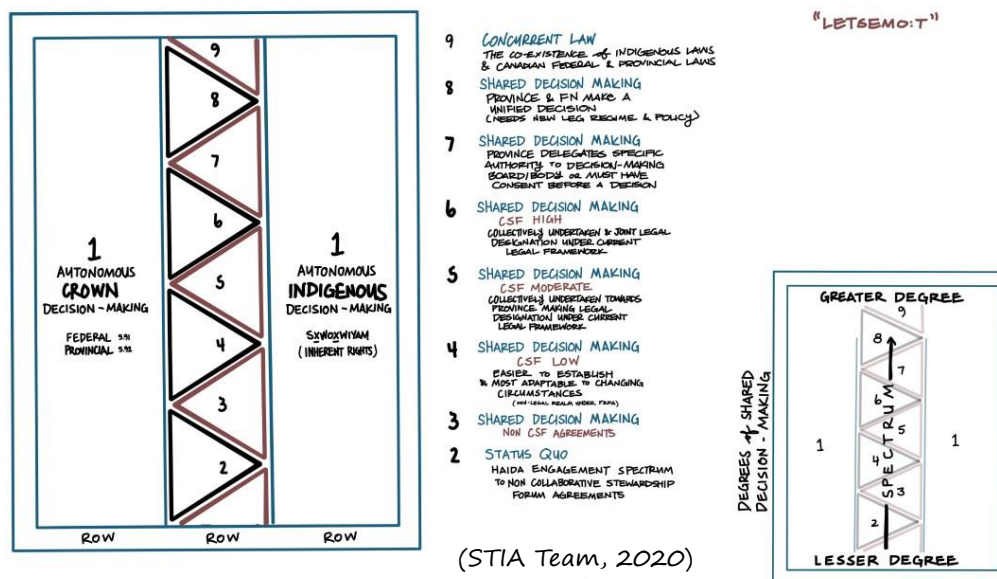 "LETSEMO:T"
9
8
7
6
5
4
3
2
1
AUTONOMOUS
CROWN
DECISION-MAKING
FEDERAL S.91
PROVINCIAL S.92
1
AUTONOMOUS
INDIGENOUS
DECISION-MAKING
SXWOXWIYAM
(INHERENT RIGHTS)
ROW
ROW
ROW
9 CONCURRENT LAW
THE CO-EXISTENCE of INDIGENOUS LAWS
& CANADIAN FEDERAL & PROVINCIAL LAWS
8 SHARED DECISION MAKING
PROVINCE & FN MAKE A
UNIFIED DECISION
(NEEDS NEW LEG REGIME & POLICY)
7 SHARED DECISION MAKING
PROVINCE DELEGATES SPECIFIC
AUTHORITY TO DECISION-MAKING
BOARD/BODY OR MUST HAVE
CONSENT BEFORE A DECISION
6 SHARED DECISION MAKING
CSF HIGH
COLLECTIVELY UNDERTAKEN & JOINT LEGAL
DESIGNATION UNDER CURRENT
LEGAL FRAMEWORK
5 SHARED DECISION MAKING
CSF MODERATE
COLLECTIVELY UNDERTAKEN TOWARDS
PROVINCE MAKING LEGAL
DESIGNATION UNDER CURRENT
LEGAL FRAMEWORK
4 SHARED DECISION MAKING
CSF LOW
EASIER TO ESTABLISH
& MOST ADAPTABLE TO CHANGING
CIRCUMSTANCES
(NON-LEGAL REALM UNDER
3 SHARED DECISION MAKING
NON CSF AGREEMENTS
2 STATUS QUO
HAIDA ENGAGEMENT SPECTRUM
TO NON COLLABORATIVE STEWARDSHIP
FORUM AGREEMENTS
(STIA Team, 2020)
DEGREES of SHARED
DECISION-MAKING
GREATER DEGREE
9
8
7
6
5
4
3
2
1
1
SPECTRUM
LESSER DEGREE